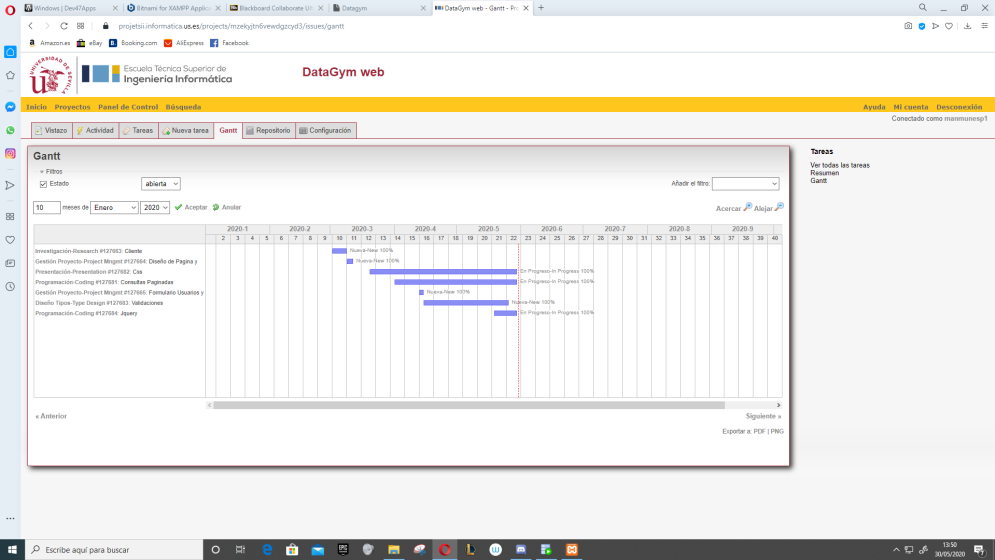 Windows | Dev47Apps
Bitnami for XAMPP Applic
Blackboard Collaborate Ul
Datagym
DataGym web - Gantt - Pro
projetsii.informatica.us.es/projects/mzekyjtn6vewdgzcyd3/issues/gantt
Amazon.es eBay Booking.com AliExpress Facebook
UNIVERSIDAD DE SEVILLA
Escuela Técnica Superior de
Ingeniería Informática
DataGym web
Inicio Proyectos Panel de Control Búsqueda
Ayuda Mi cuenta Desconexión
Conectado como manmunesp1
Vistazo Actividad Tareas Nueva tarea Gantt Repositorio Configuración
Gantt
Filtros
Estado abierta Añadir el filtro:
10 meses de Enero 2020 Aceptar Anular
Acercar Alejar
2020-1 2020-2 2020-3 2020-4 2020-5 2020-6 2020-7 2020-8 2020-9
2 3 4 5 6 7 8 9 10 11 12 13 14 15 16 17 18 19 20 21 22 23 24 25 26 27 28 29 30 31 32 33 34 35 36 37 38 39 40
Investigación-Research #127663: Cliente Nueva-New 100%
Gestión Proyecto-Project Mngmt #127664: Diseño de Pagina y Nueva-New 100%
Presentación-Presentation #127682: Css En Progreso-In Progress 100%
Programación-Coding #127681: Consultas Paginadas En Progreso-In Progress 100%
Gestión Proyecto-Project Mngmt #127665: Formulario Usuarios y Nueva-New 100%
Diseño Tipos-Type Design #127683: Validaciones Nueva-New 100%
Programación-Coding #127684: Jquery En Progreso-In Progress 100%
« Anterior
Siguiente »
Exportar a: PDF | PNG
Tareas
Ver todas las tareas
Resumen
Gantt
Escribe aquí para buscar
13:50
30/05/2020